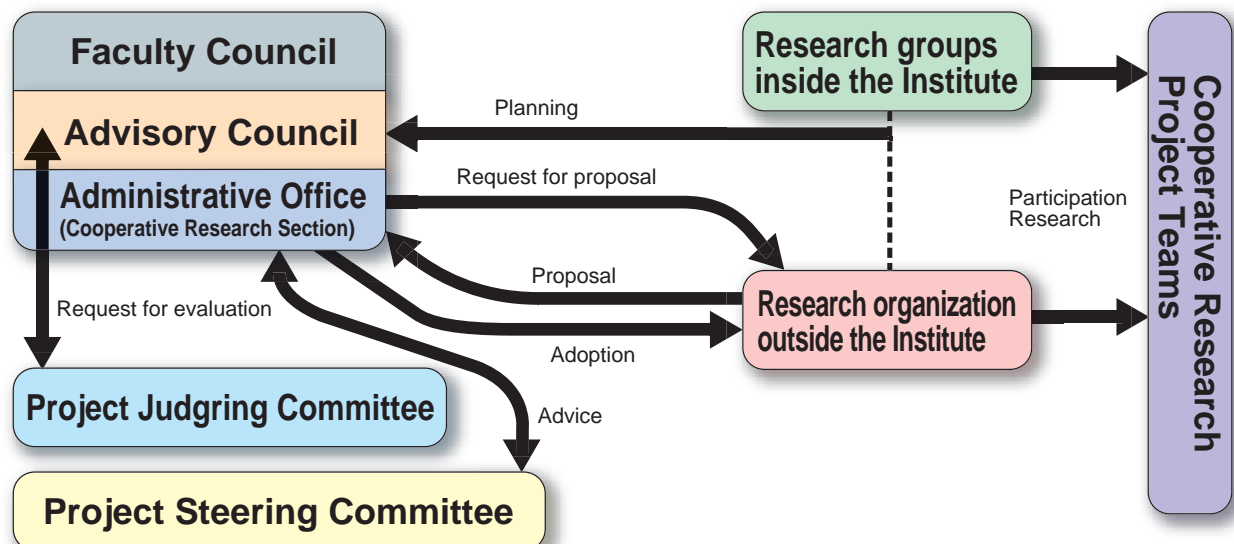 Faculty Council
Advisory Council
Administrative Office
(Cooperative Research Section)
Research groups
inside the Institute
Planning
Request for proposal
Participation
Research
Cooperative Research
Project Teams
Proposal
Request for evaluation
Research organization
outside the Institute
Adoption
Project Judgring Committee
Advice
Project Steering Committee